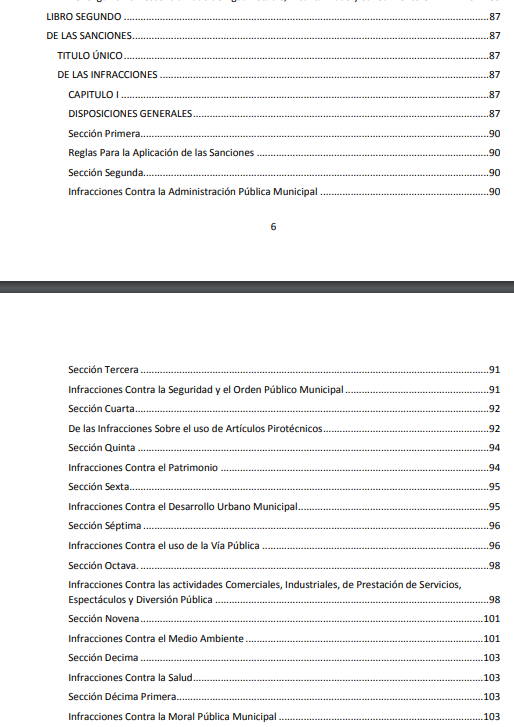 LIBRO SEGUNDO ........ 87
DE LAS SANCIONES........ 87
TITULO ÚNICO........ 87
DE LAS INFRACCIONES ........ 87
CAPITULO I ........ 87
DISPOSICIONES GENERALES........ 87
Sección Primera........ 90
Reglas Para la Aplicación de las Sanciones ........ 90
Sección Segunda........ 90
Infracciones Contra la Administración Pública Municipal ........ 90
6
Sección Tercera ........ 91
Infracciones Contra la Seguridad y el Orden Público Municipal ........ 91
Sección Cuarta........ 92
De las Infracciones Sobre el uso de Artículos Pirotécnicos........ 92
Sección Quinta ........ 94
Infracciones Contra el Patrimonio ........ 94
Sección Sexta........ 95
Infracciones Contra el Desarrollo Urbano Municipal........ 95
Sección Séptima ........ 96
Infracciones Contra el uso de la Vía Pública ........ 96
Sección Octava. ........ 98
Infracciones Contra las actividades Comerciales, Industriales, de Prestación de Servicios,
Espectáculos y Diversión Pública ........ 98
Sección Novena........ 101
Infracciones Contra el Medio Ambiente ........ 101
Sección Decima ........ 103
Infracciones Contra la Salud........ 103
Sección Décima Primera........ 103
Infracciones Contra la Moral Pública Municipal ........ 103